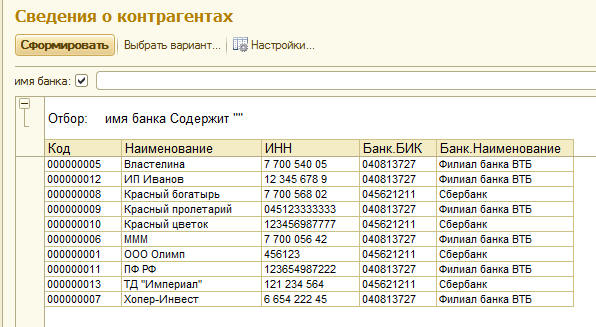 Сведения о контрагентах
Сформировать Выбрать вариант... Настройки...
имя банка:
Отбор: имя банка Содержит ""
Код Наименование ИНН Банк.БИК Банк.Наименование
000000005 Властелина 7 700 540 05 040813727 Филиал банка ВТБ
000000012 ИП Иванов 12 345 678 9 040813727 Филиал банка ВТБ
000000008 Красный богатырь 7 700 568 02 045621211 Сбербанк
000000009 Красный пролетарий 045123333333 040813727 Филиал банка ВТБ
000000010 Красный цветок 123456987777 045621211 Сбербанк
000000006 МММ 7 700 056 42 040813727 Филиал банка ВТБ
000000001 ООО Олимп 456123 045621211 Сбербанк
000000011 ПФ РФ 123654987222 040813727 Филиал банка ВТБ
000000013 ТД "Империал" 121 234 564 045621211 Сбербанк
000000007 Хопер-Инвест 6 654 222 45 040813727 Филиал банка ВТБ